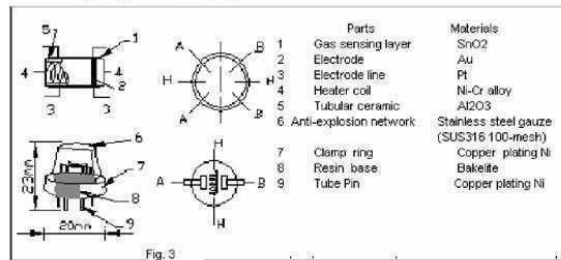 Parts Materials
1 Gas sensing layer SnO2
2 Electrode Au
3 Electrode line Pt
4 Heater coil Ni-Cr alloy
5 Tubular ceramic Al2O3
6 Anti-explosion network Stainless steel gauze
(SUS316 100-mesh)
7 Clamp ring Copper plating Ni
8 Resin base Bakelite
9 Tube Pin Copper plating Ni
5
1
4 4
2
3 3
A B
H H
A B
6
7
8
9
23mm
20mm
H
A B
H
Fig. 3